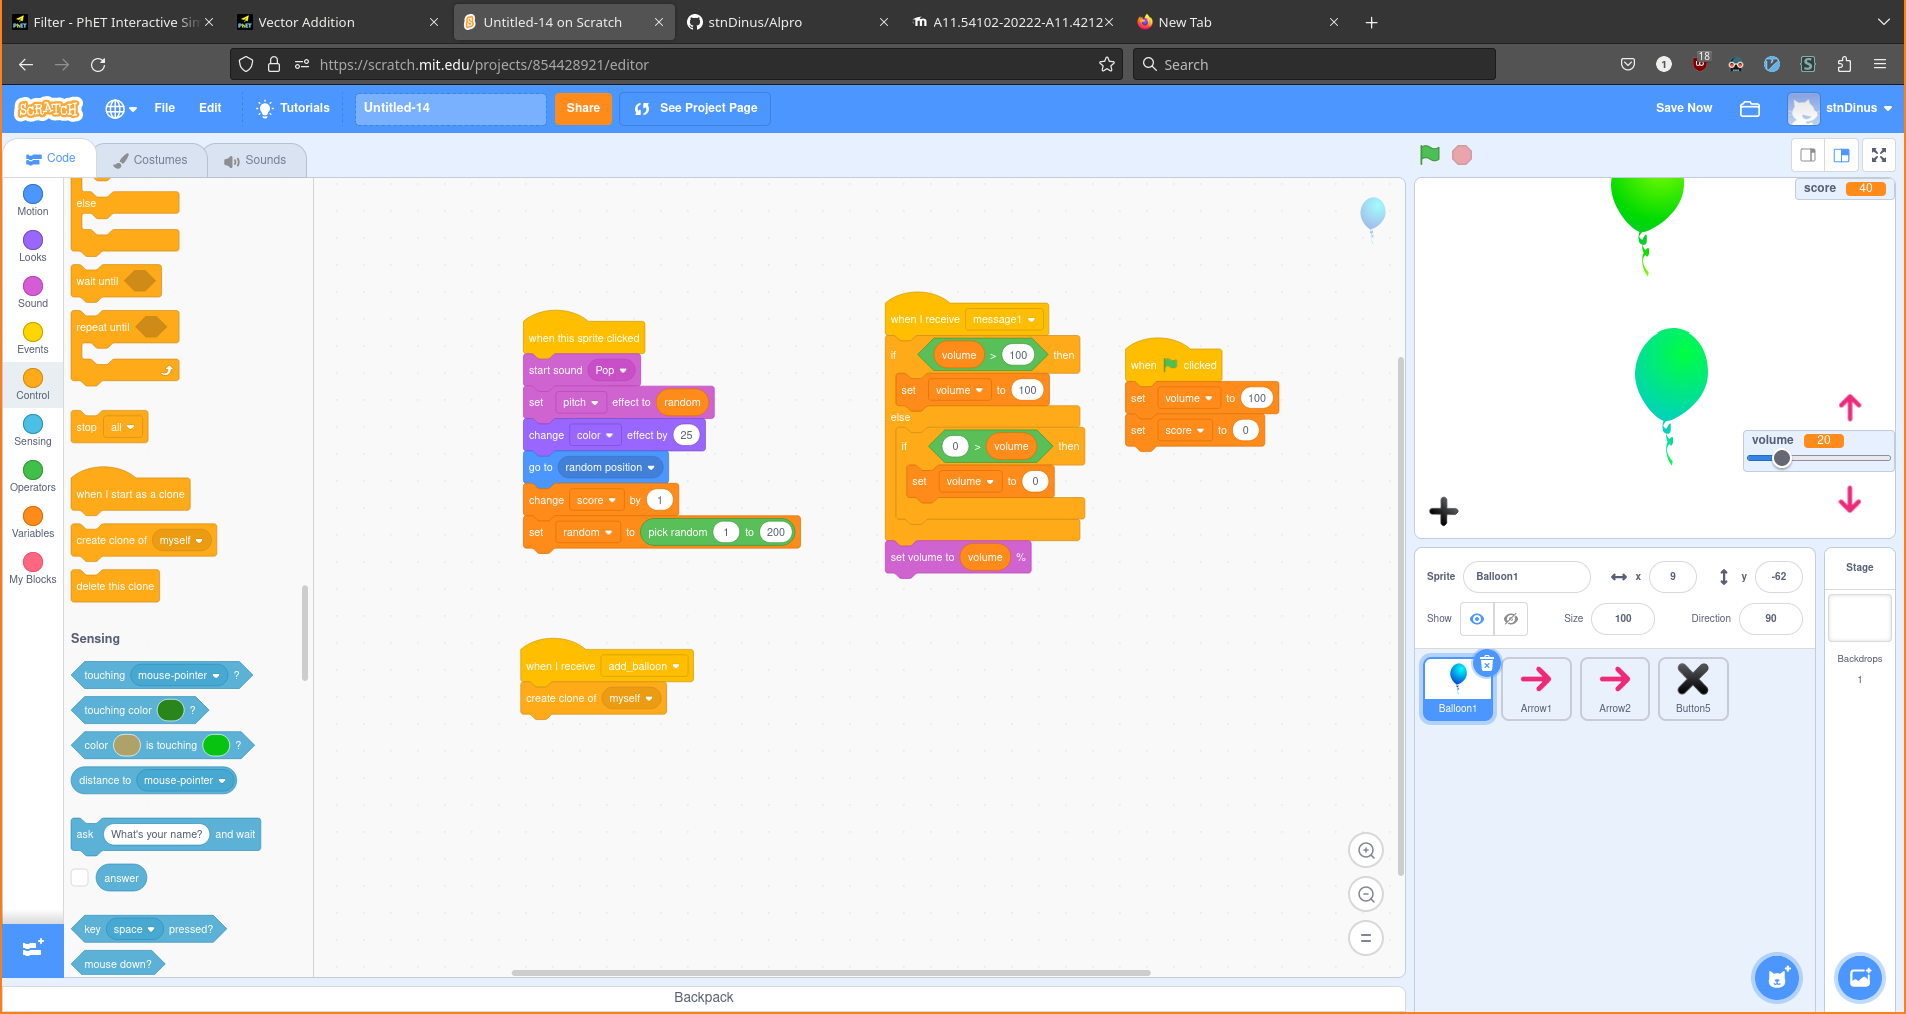 Filter - PhET Interactive Sir
Vector Addition
Untitled-14 on Scratch
stnDinus/Alpro
A11.54102-20222-A11.4212
New Tab
https://scratch.mit.edu/projects/854428921/editor
Search
1
18
SCRATCH
File
Edit
Tutorials
Untitled-14
Share
See Project Page
Save Now
stnDinus
Code
Costumes
Sounds
Motion
Looks
Sound
Events
Control
Sensing
Operators
Variables
My Blocks
else
wait until
repeat until
stop all
when I start as a clone
create clone of myself
delete this clone
Sensing
touching mouse-pointer ?
touching color ?
color is touching ?
distance to mouse-pointer
ask What's your name? and wait
answer
key space pressed?
mouse down?
when this sprite clicked
start sound Pop
set pitch effect to random
change color effect by 25
go to random position
change score by 1
set random to pick random 1 to 200
when I receive add_balloon
create clone of myself
when I receive message1
if volume > 100 then
set volume to 100
else
if 0 > volume then
set volume to 0
set volume to volume %
when clicked
set volume to 100
set score to 0
score 40
volume 20
Sprite Balloon1 x 9 y -62
Show Size 100 Direction 90
Balloon1
Arrow1
Arrow2
Button5
Stage
Backdrops
1
Backpack